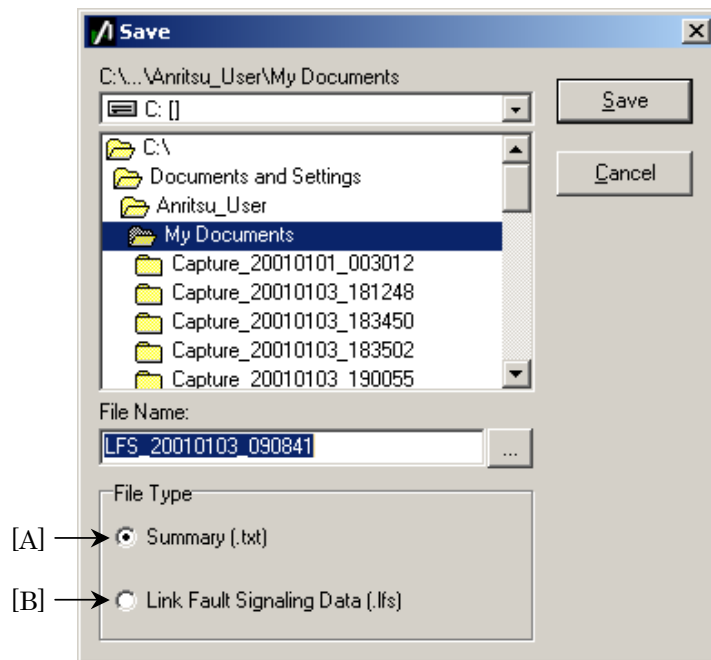 Save
C:\...\Anritsu_User\My Documents
Save
C: []
Cancel
C:\
Documents and Settings
Anritsu_User
My Documents
Capture_20010101_003012
Capture_20010103_181248
Capture_20010103_183450
Capture_20010103_183502
Capture_20010103_190055
File Name:
LFS_20010103_090841
...
File Type
[A] Summary (.txt)
[B] Link Fault Signaling Data (.lfs)